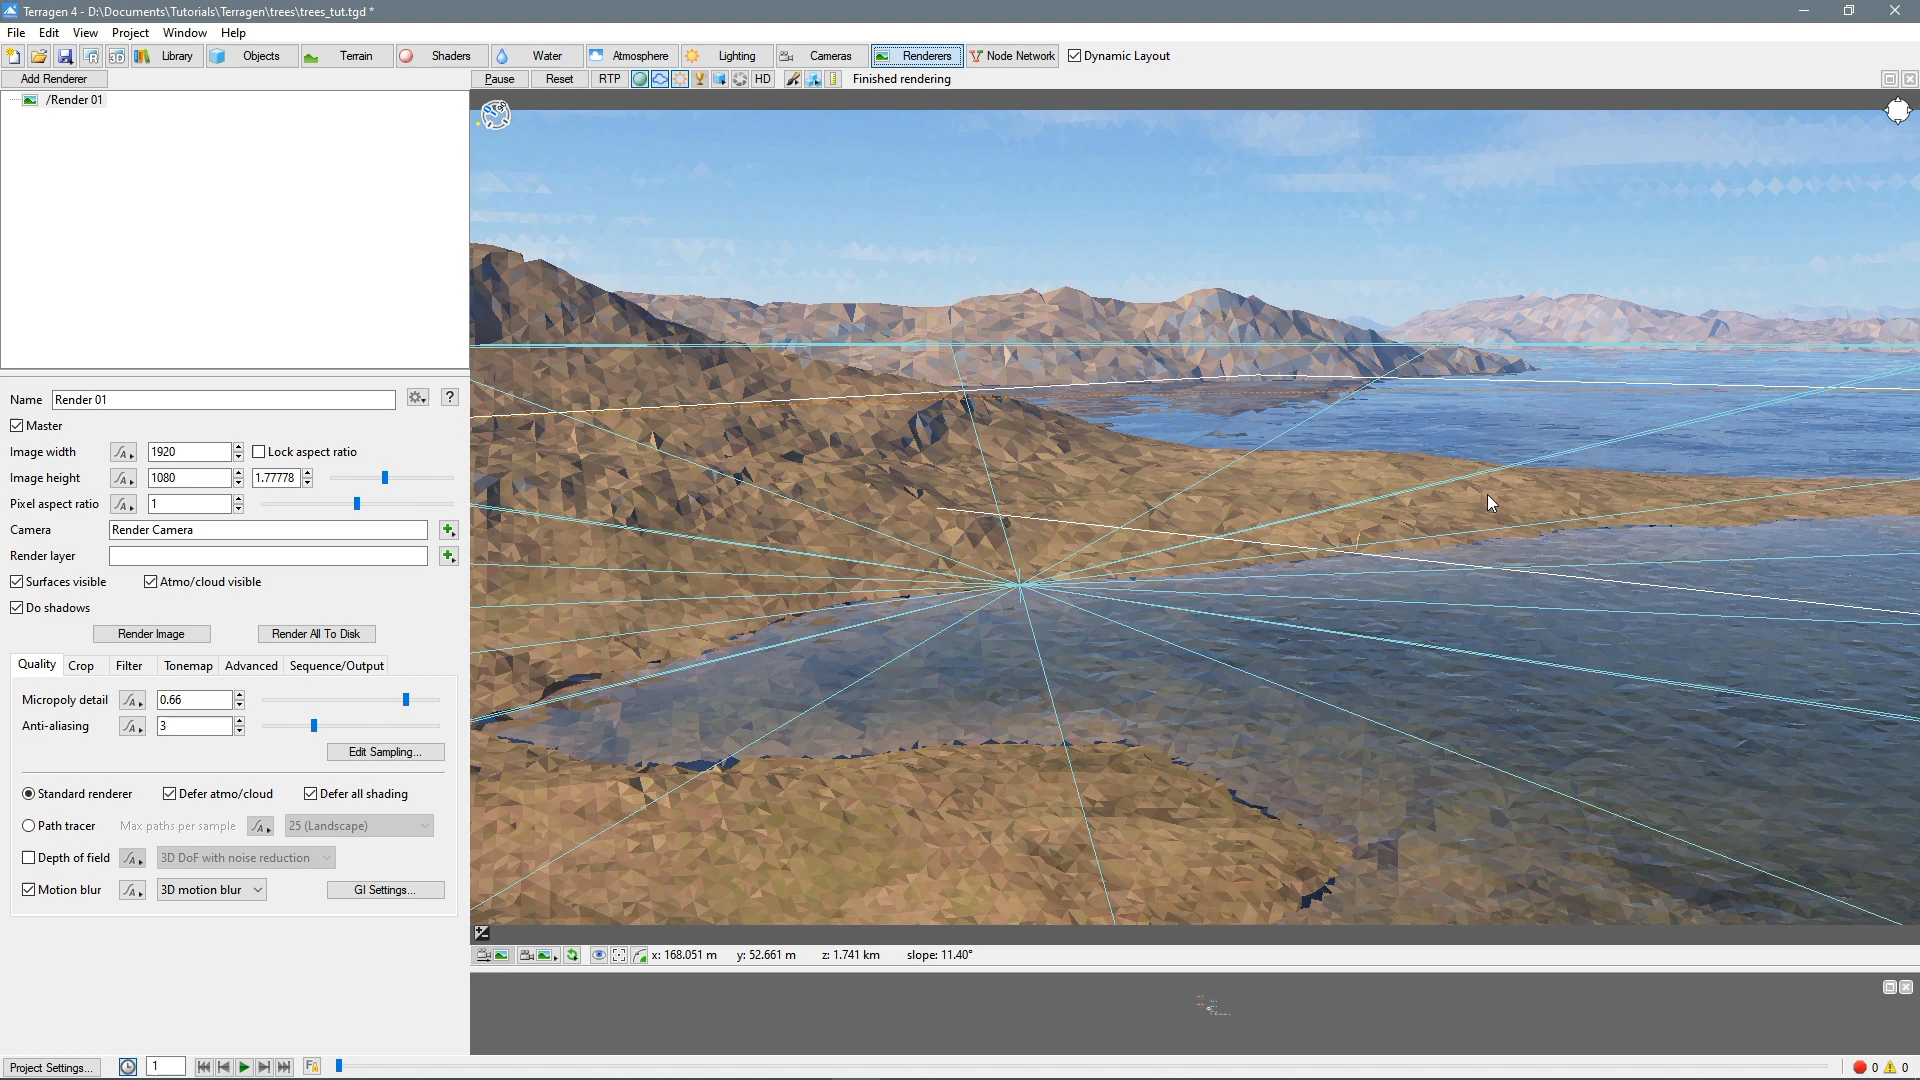 Terragen 4 - D:\Documents\Tutorials\Terragen\trees\trees_tut.tgd *
File Edit View Project Window Help
Library Objects Terrain Shaders Water Atmosphere Lighting Cameras Renderers Node Network Dynamic Layout
Add Renderer
Pause Reset RTP HD Finished rendering
/Render 01
Name Render 01 ?
Master
Image width 1920 Lock aspect ratio
Image height 1080 1.77778
Pixel aspect ratio 1
Camera Render Camera
Render layer
Surfaces visible Atmo/cloud visible
Do shadows
Render Image Render All To Disk
Quality Crop Filter Tonemap Advanced Sequence/Output
Micropoly detail 0.66
Anti-aliasing 3
Edit Sampling...
Standard renderer Defer atmo/cloud Defer all shading
Path tracer Max paths per sample 25 (Landscape)
Depth of field 3D DoF with noise reduction
Motion blur 3D motion blur GI Settings...
x: 168.051 m y: 52.661 m z: 1.741 km slope: 11.40°
Project Settings... 1 0 0